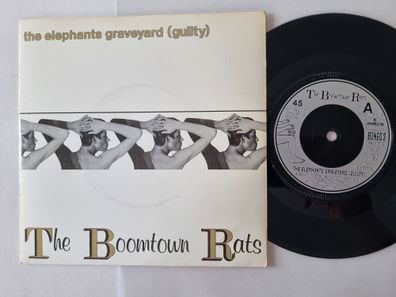 the elephants graveyard (guilty)
The Boomtown Rats
The Boomtown Rats
45
A
BONGO 2
THE ELEPHANTS GRAVEYARD (GUILTY)